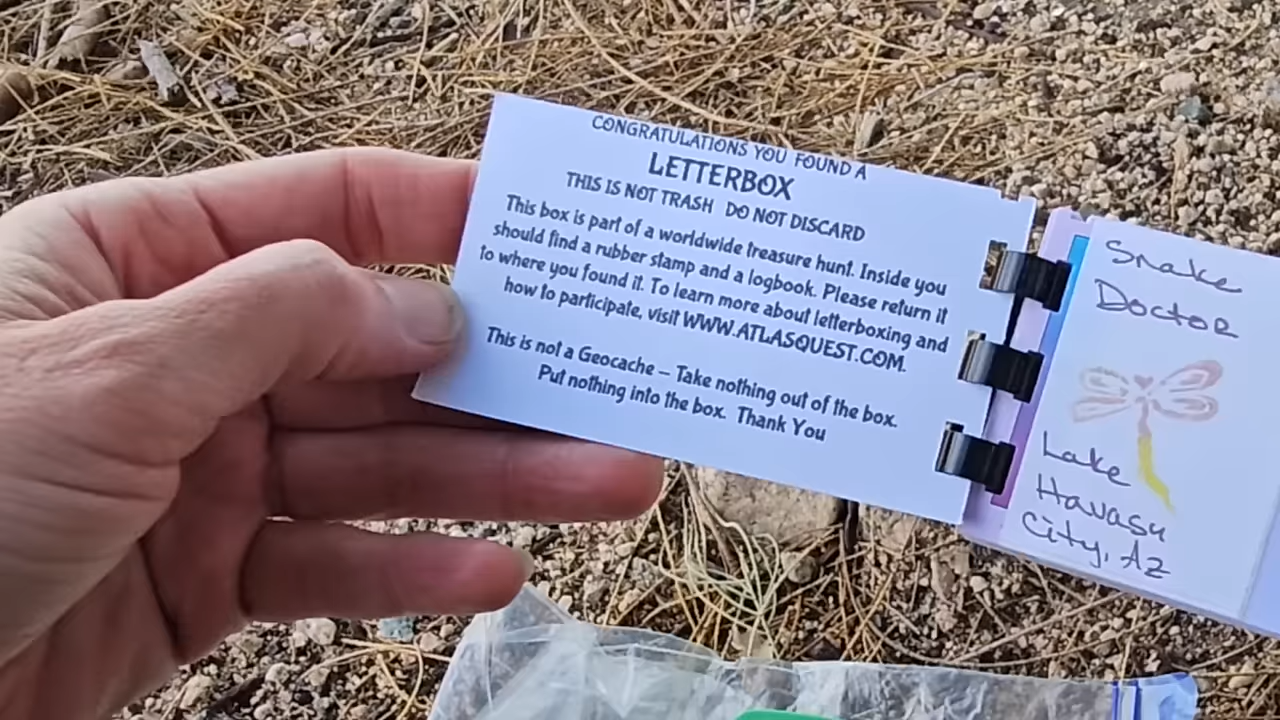 CONGRATULATIONS YOU FOUND A
LETTERBOX
THIS IS NOT TRASH DO NOT DISCARD
This box is part of a worldwide treasure hunt. Inside you
should find a rubber stamp and a logbook. Please return it
to where you found it. To learn more about letterboxing and
how to participate, visit WWW.ATLASQUEST.COM.
This is not a Geocache – Take nothing out of the box.
Put nothing into the box. Thank You
Snake
Doctor
Lake
Havasu
City, Az